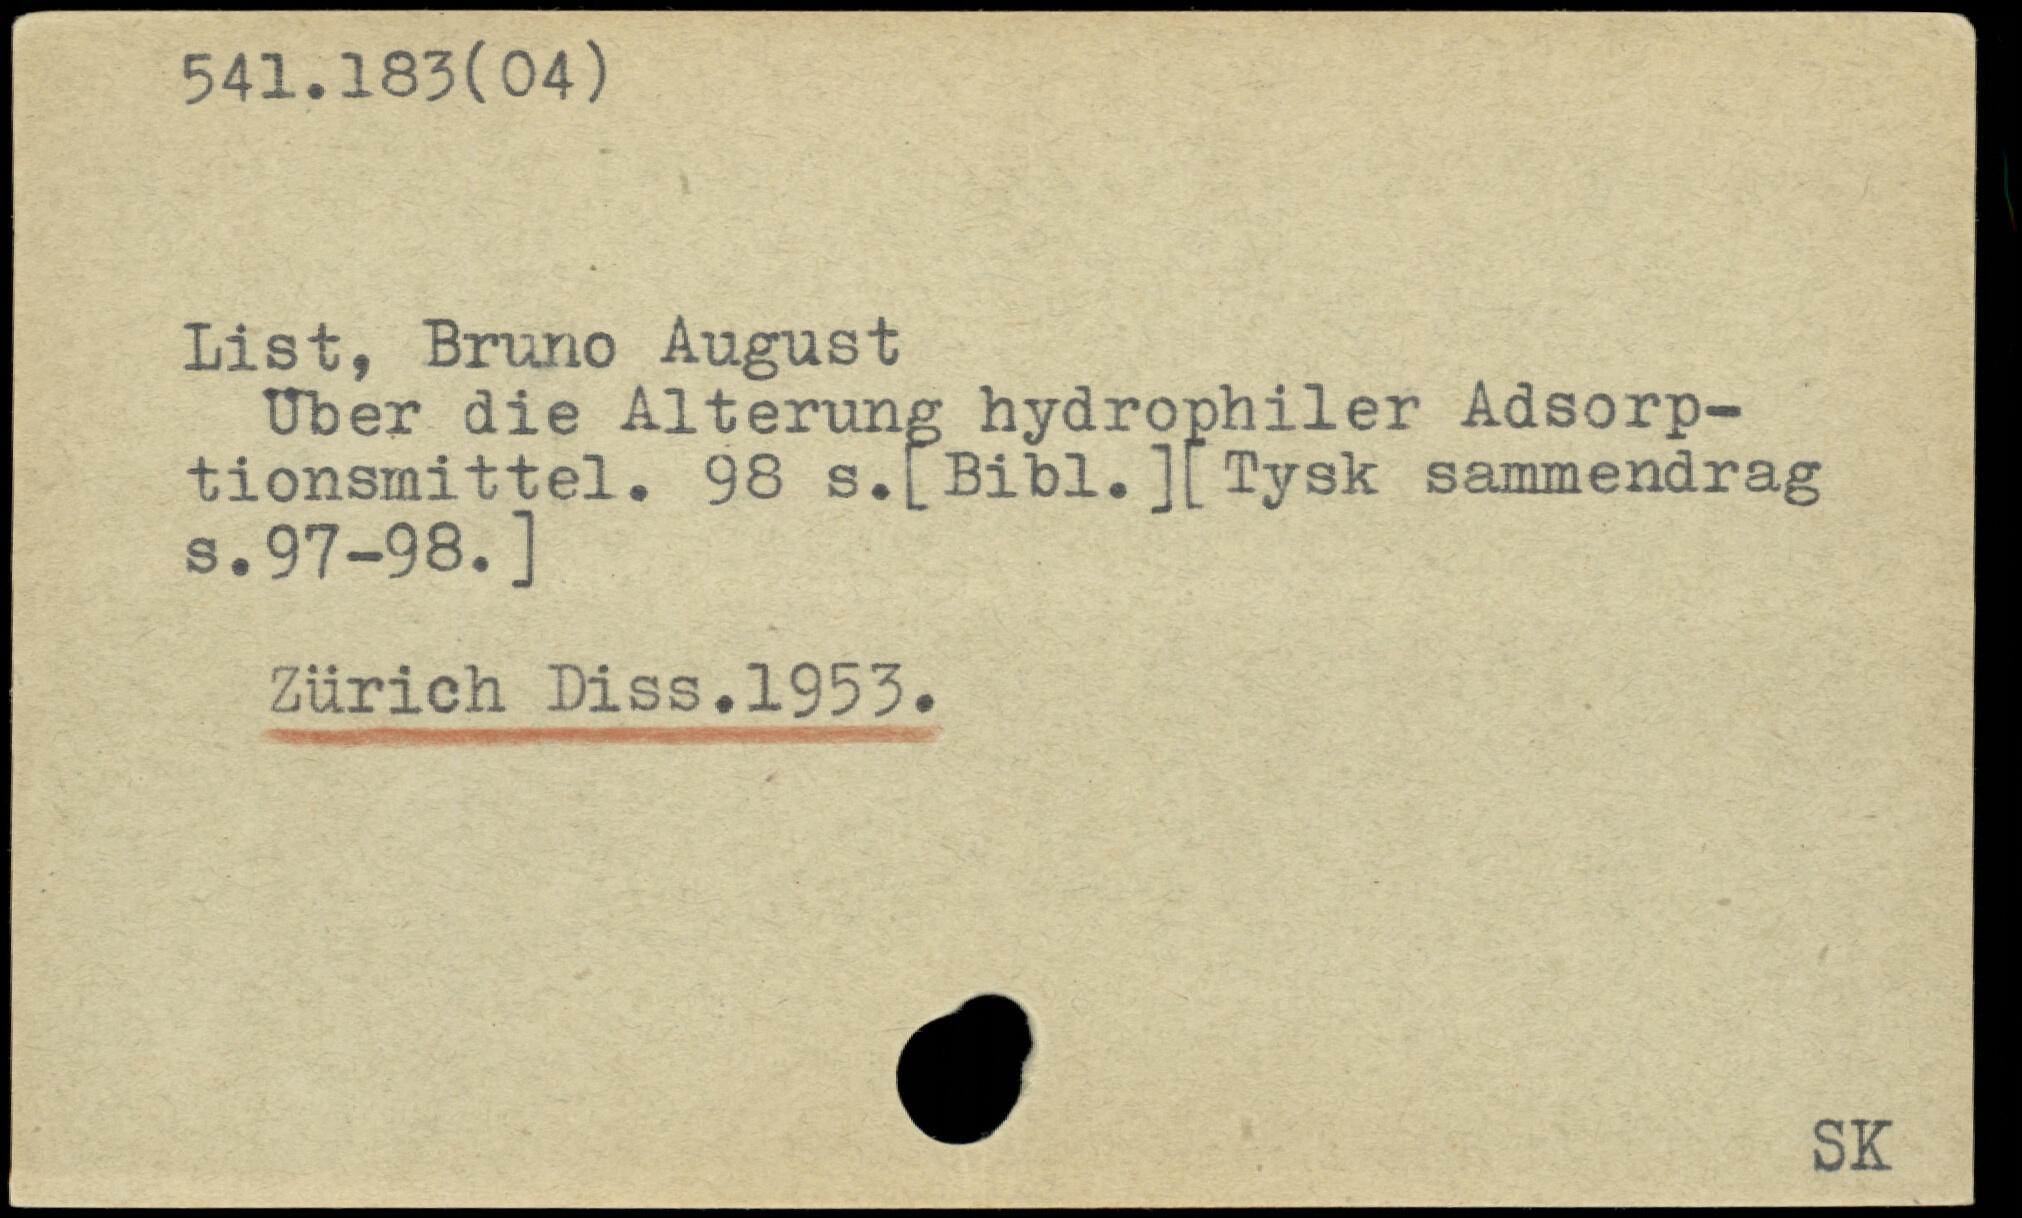 541.183(04)
List, Bruno August
Über die Alterung hydrophiler Adsorp-
tionsmittel. 98 s.[Bibl.][Tysk sammendrag
s.97-98.]
Zürich Diss.1953.
SK